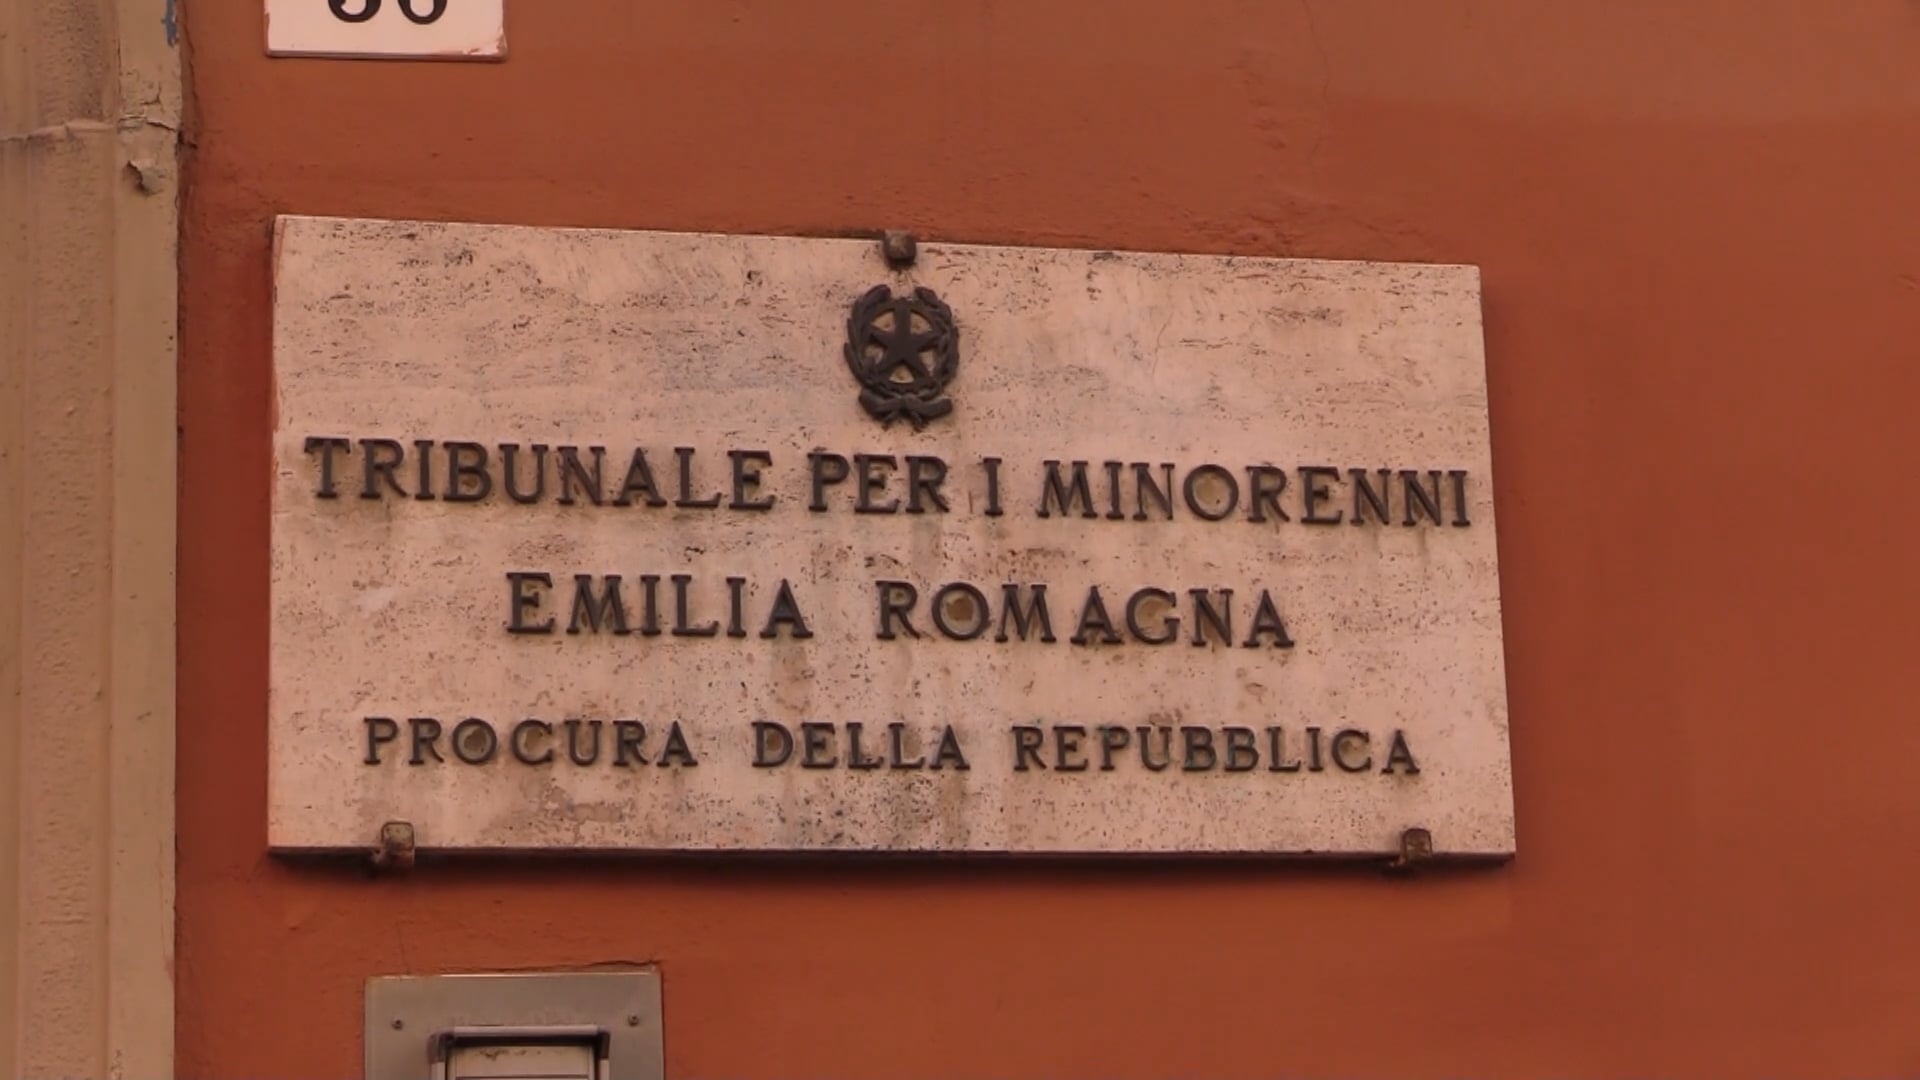 TRIBUNALE PER I MINORENNI
EMILIA ROMAGNA
PROCURA DELLA REPUBBLICA